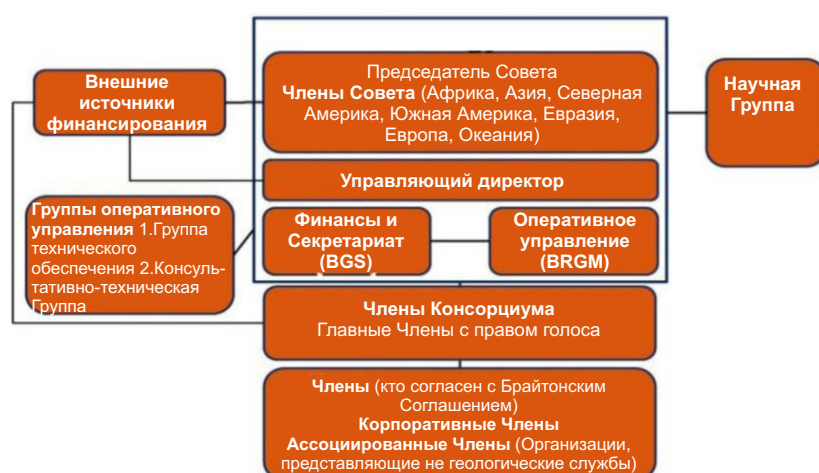 Внешние
источники
финансирования
Председатель Совета
Члены Совета (Африка, Азия, Северная
Америка, Южная Америка, Евразия,
Европа, Океания)
Научная
Группа
Управляющий директор
Группы оперативного
управления 1.Группа
технического
обеспечения 2.Консуль-
тативно-техническая
Группа
Финансы и
Секретариат
(BGS)
Оперативное
управление
(BRGM)
Члены Консорциума
Главные Члены с правом голоса
Члены (кто согласен с Брайтонским
Соглашением)
Корпоративные Члены
Ассоциированные Члены (Организации,
представляющие не геологические службы)